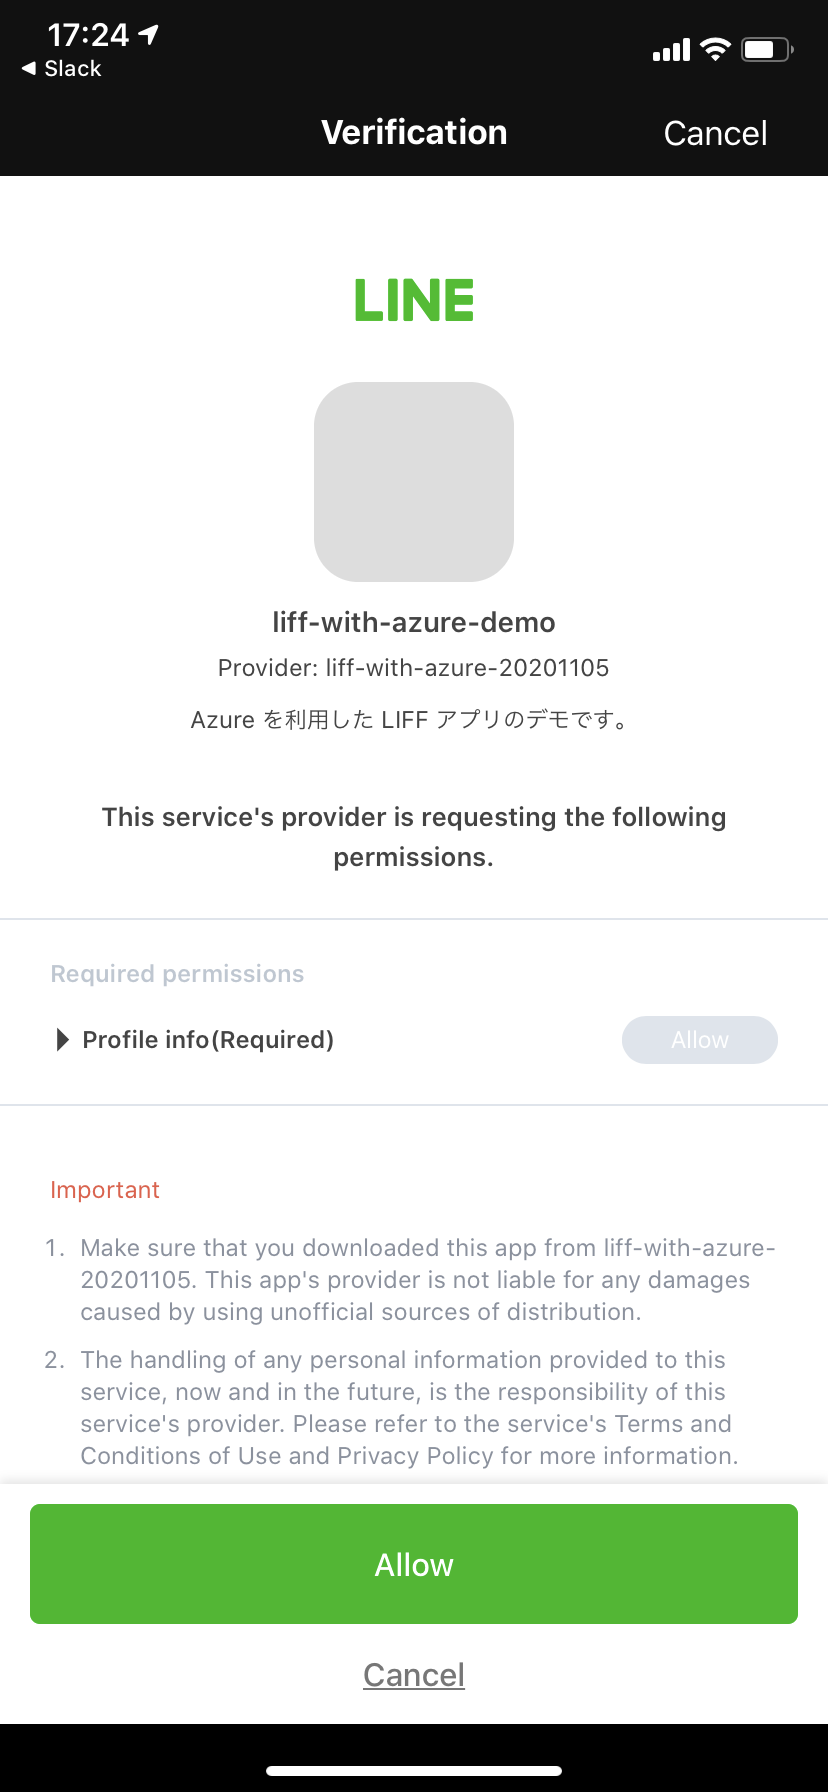 17:24
Slack
Verification
Cancel
LINE
liff-with-azure-demo
Provider: liff-with-azure-20201105
Azure を利用した LIFF アプリのデモです。
This service's provider is requesting the following
permissions.
Required permissions
Profile info(Required)
Allow
Important
1. Make sure that you downloaded this app from liff-with-azure-
20201105. This app's provider is not liable for any damages
caused by using unofficial sources of distribution.
2. The handling of any personal information provided to this
service, now and in the future, is the responsibility of this
service's provider. Please refer to the service's Terms and
Conditions of Use and Privacy Policy for more information.
Allow
Cancel